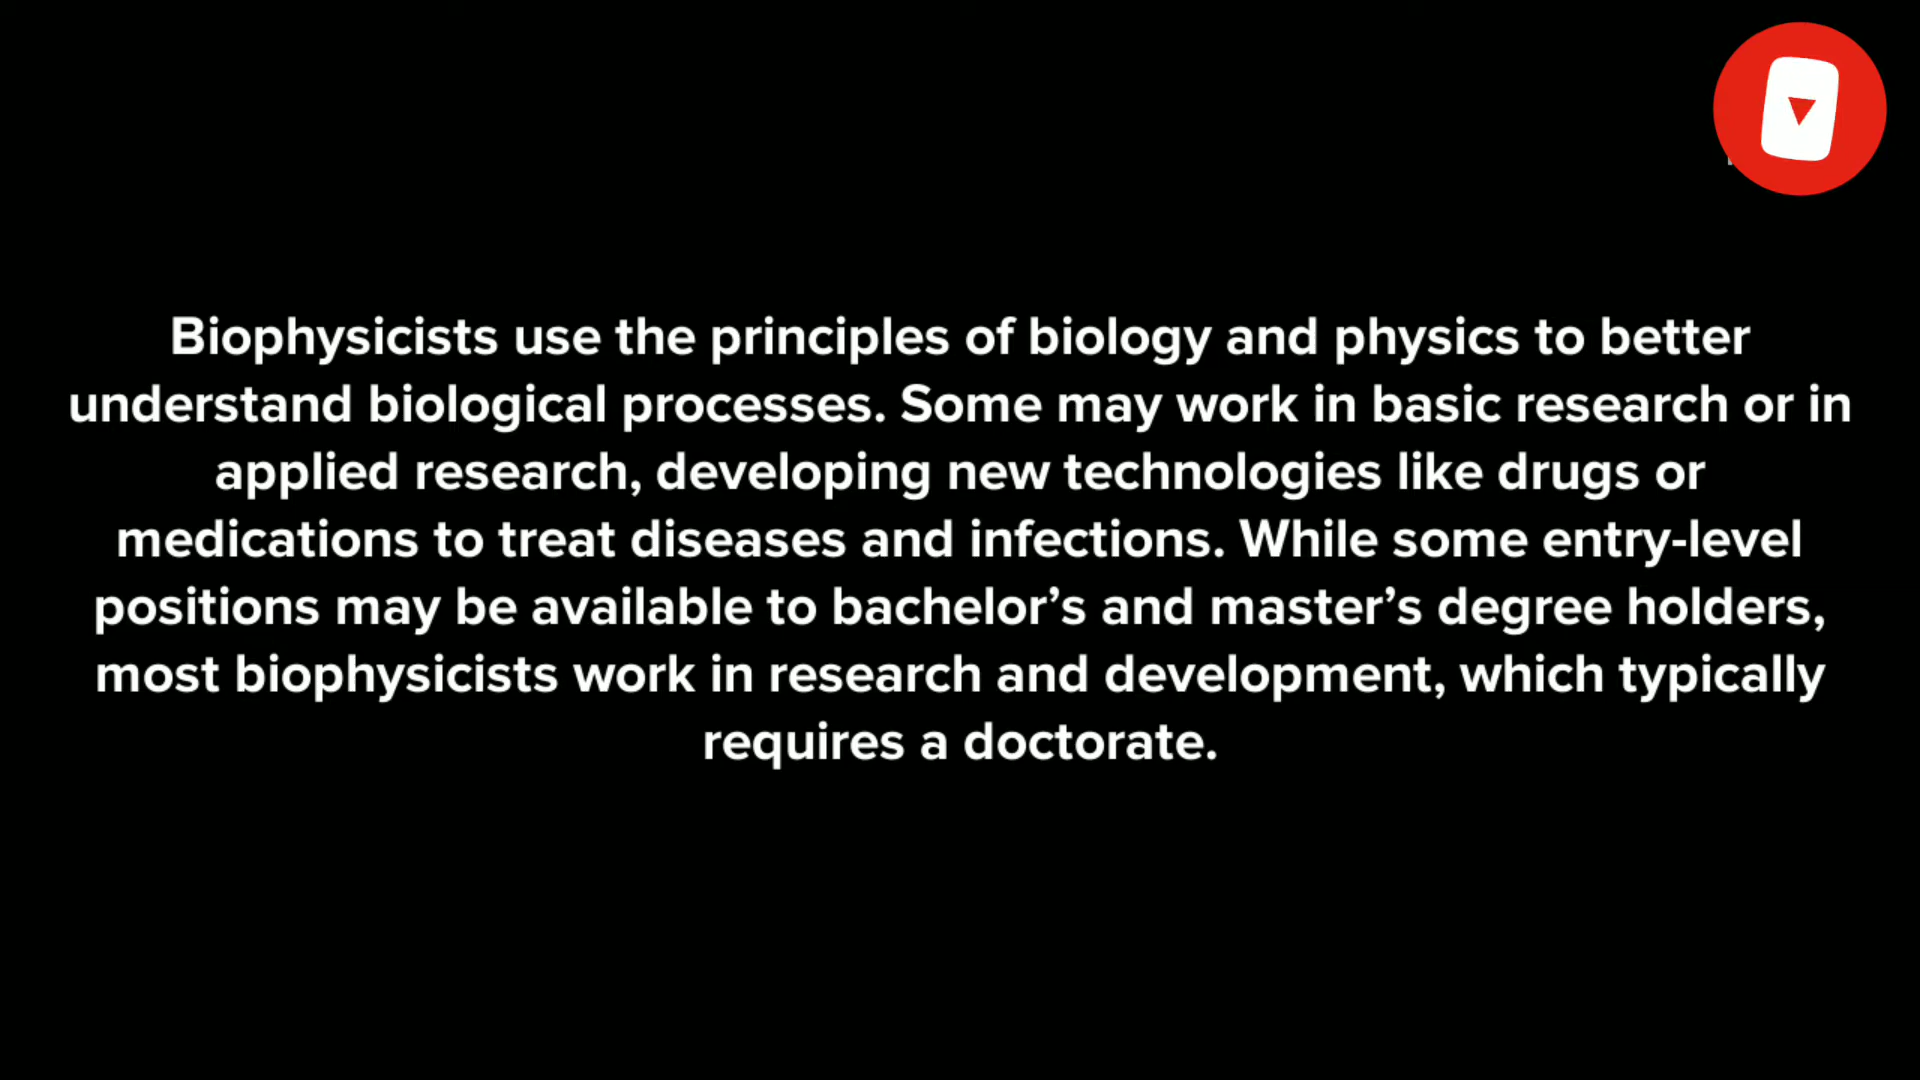 Biophysicists use the principles of biology and physics to better
understand biological processes. Some may work in basic research or in
applied research, developing new technologies like drugs or
medications to treat diseases and infections. While some entry-level
positions may be available to bachelor’s and master’s degree holders,
most biophysicists work in research and development, which typically
requires a doctorate.